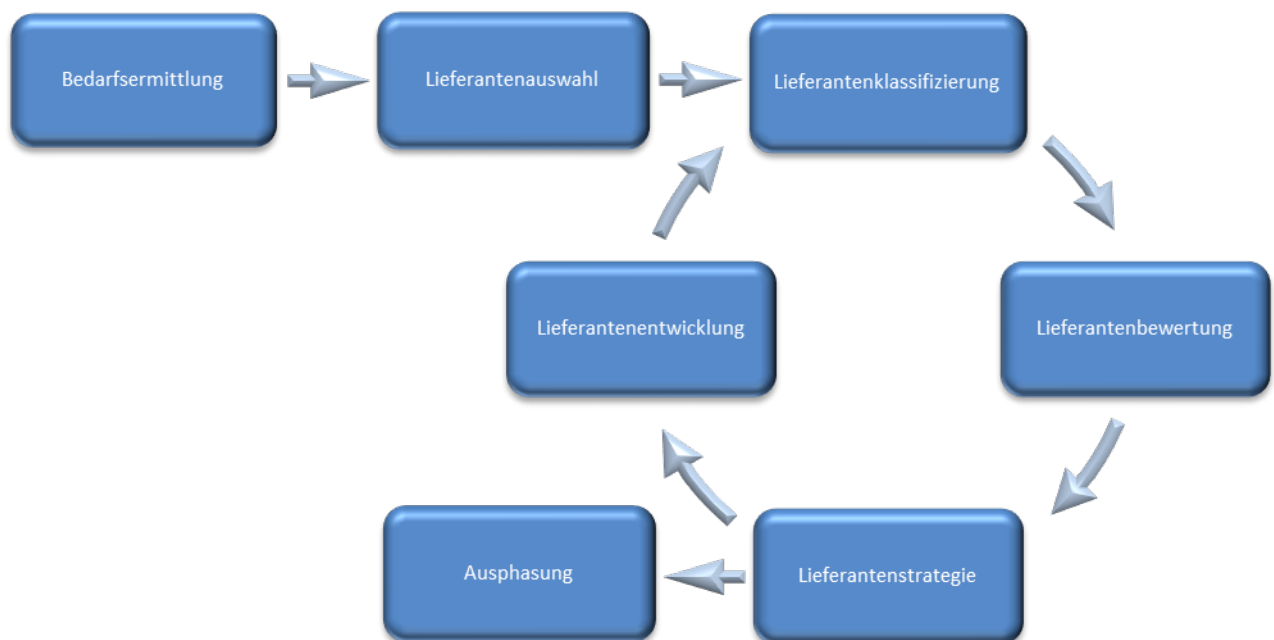 Bedarfsermittlung
Lieferantenauswahl
Lieferantenklassifizierung
Lieferantenentwicklung
Lieferantenbewertung
Ausphasung
Lieferantenstrategie